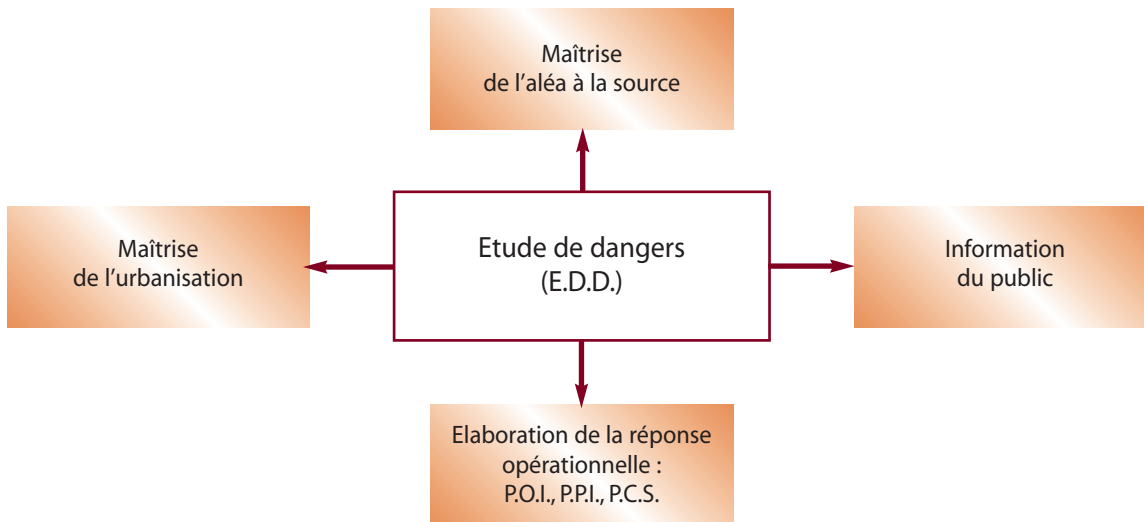 Maîtrise
de l'aléa à la source
Maîtrise
de l'urbanisation
Etude de dangers
(E.D.D.)
Information
du public
Elaboration de la réponse
opérationnelle :
P.O.I., P.P.I., P.C.S.